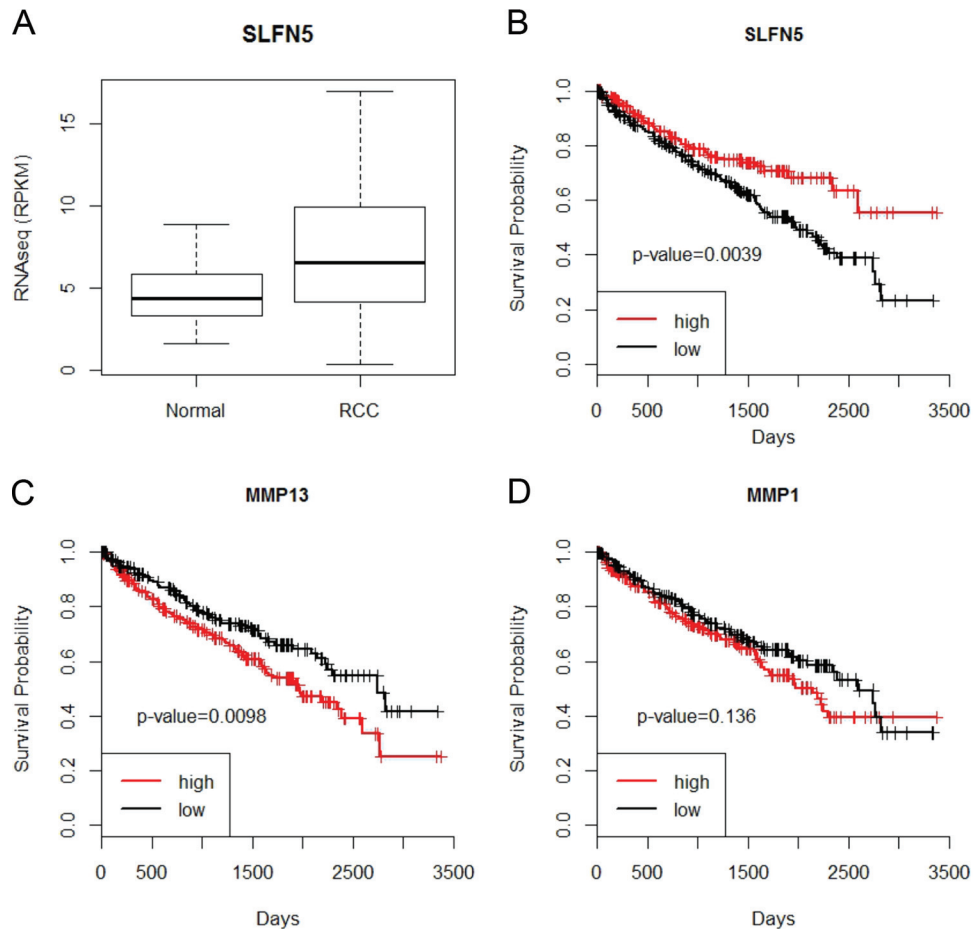 A
SLFN5
RNAseq (RPKM)
15
10
5
0
Normal
RCC
B
SLFN5
Survival Probability
1.0
0.8
0.6
0.4
0.2
0.0
p-value=0.0039
high
low
0
500
1500
2500
3500
Days
C
MMP13
Survival Probability
1.0
0.8
0.6
0.4
0.2
0.0
p-value=0.0098
high
low
0
500
1500
2500
3500
Days
D
MMP1
Survival Probability
1.0
0.8
0.6
0.4
0.2
0.0
p-value=0.136
high
low
0
500
1500
2500
3500
Days